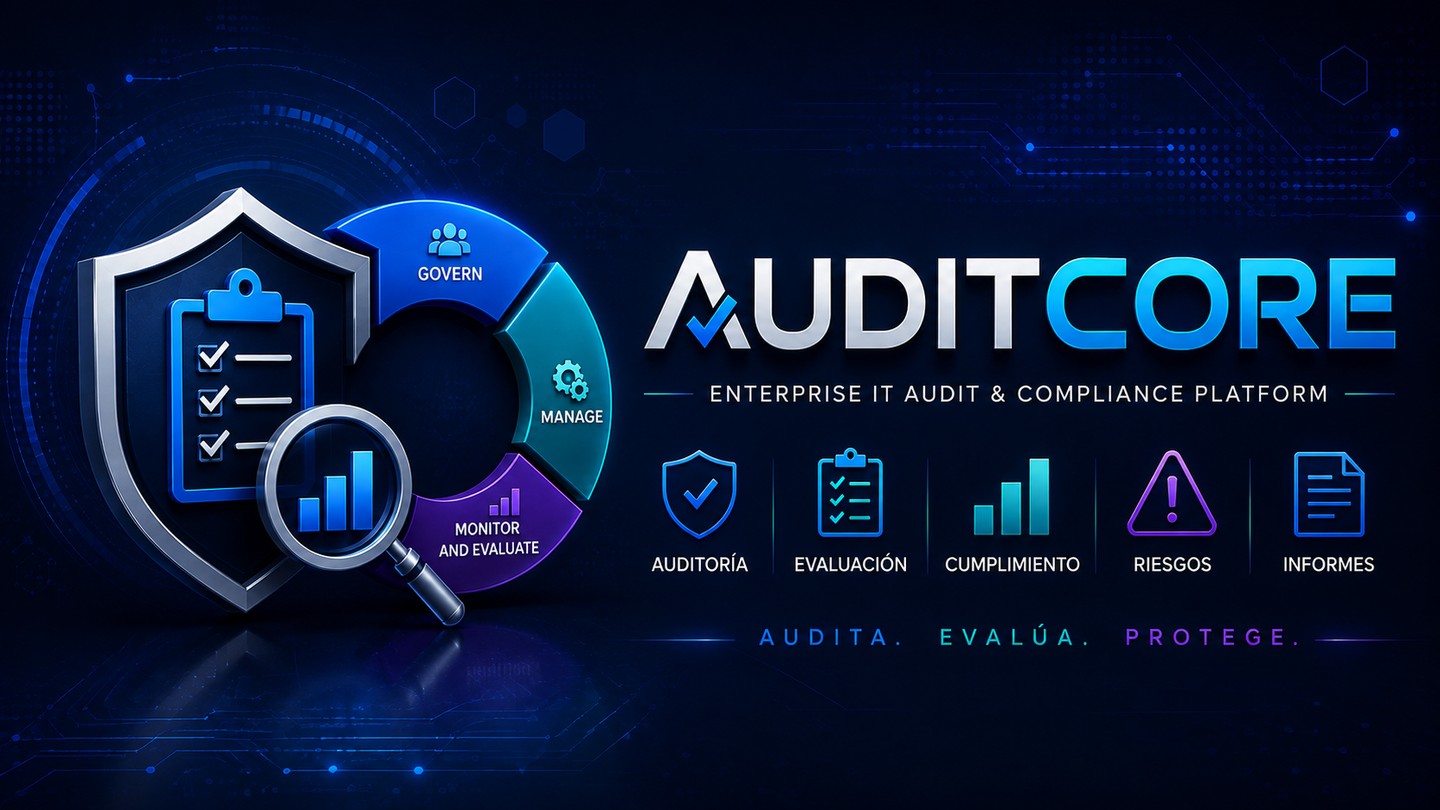 GOVERN
MANAGE
MONITOR
AND EVALUATE
AUDITCORE
ENTERPRISE IT AUDIT & COMPLIANCE PLATFORM
AUDITORÍA
EVALUACIÓN
CUMPLIMIENTO
RIESGOS
INFORMES
AUDITA. EVALÚA. PROTEGE.